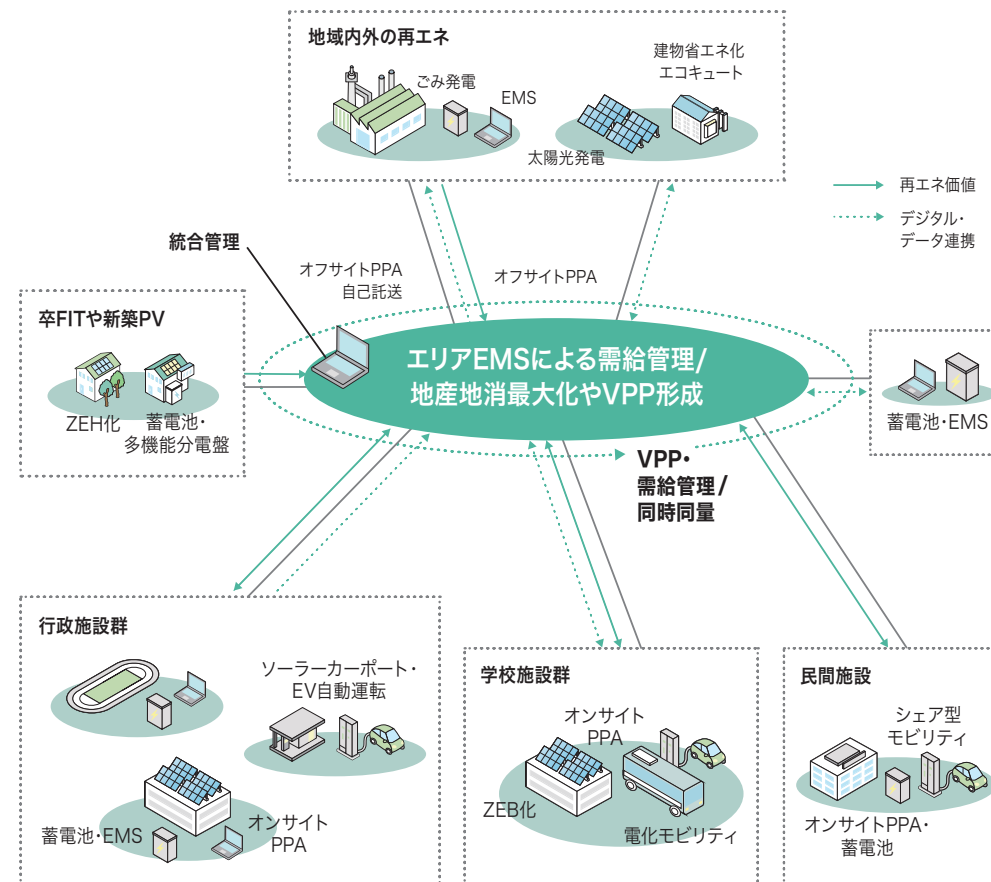 地域内外の再エネ
ごみ発電
EMS
建物省エネ化
エコキュート
太陽光発電
再エネ価値
デジタル・
データ連携
統合管理
オフサイトPPA
自己託送
オフサイトPPA
卒FITや新築PV
ZEH化
蓄電池・
多機能分電盤
エリアEMSによる需給管理/
地産地消最大化やVPP形成
蓄電池・EMS
VPP・
需給管理/
同時同量
行政施設群
ソーラーカーポート・
EV自動運転
蓄電池・EMS
オンサイト
PPA
学校施設群
オンサイト
PPA
ZEB化
電化モビリティ
民間施設
シェア型
モビリティ
オンサイトPPA・
蓄電池